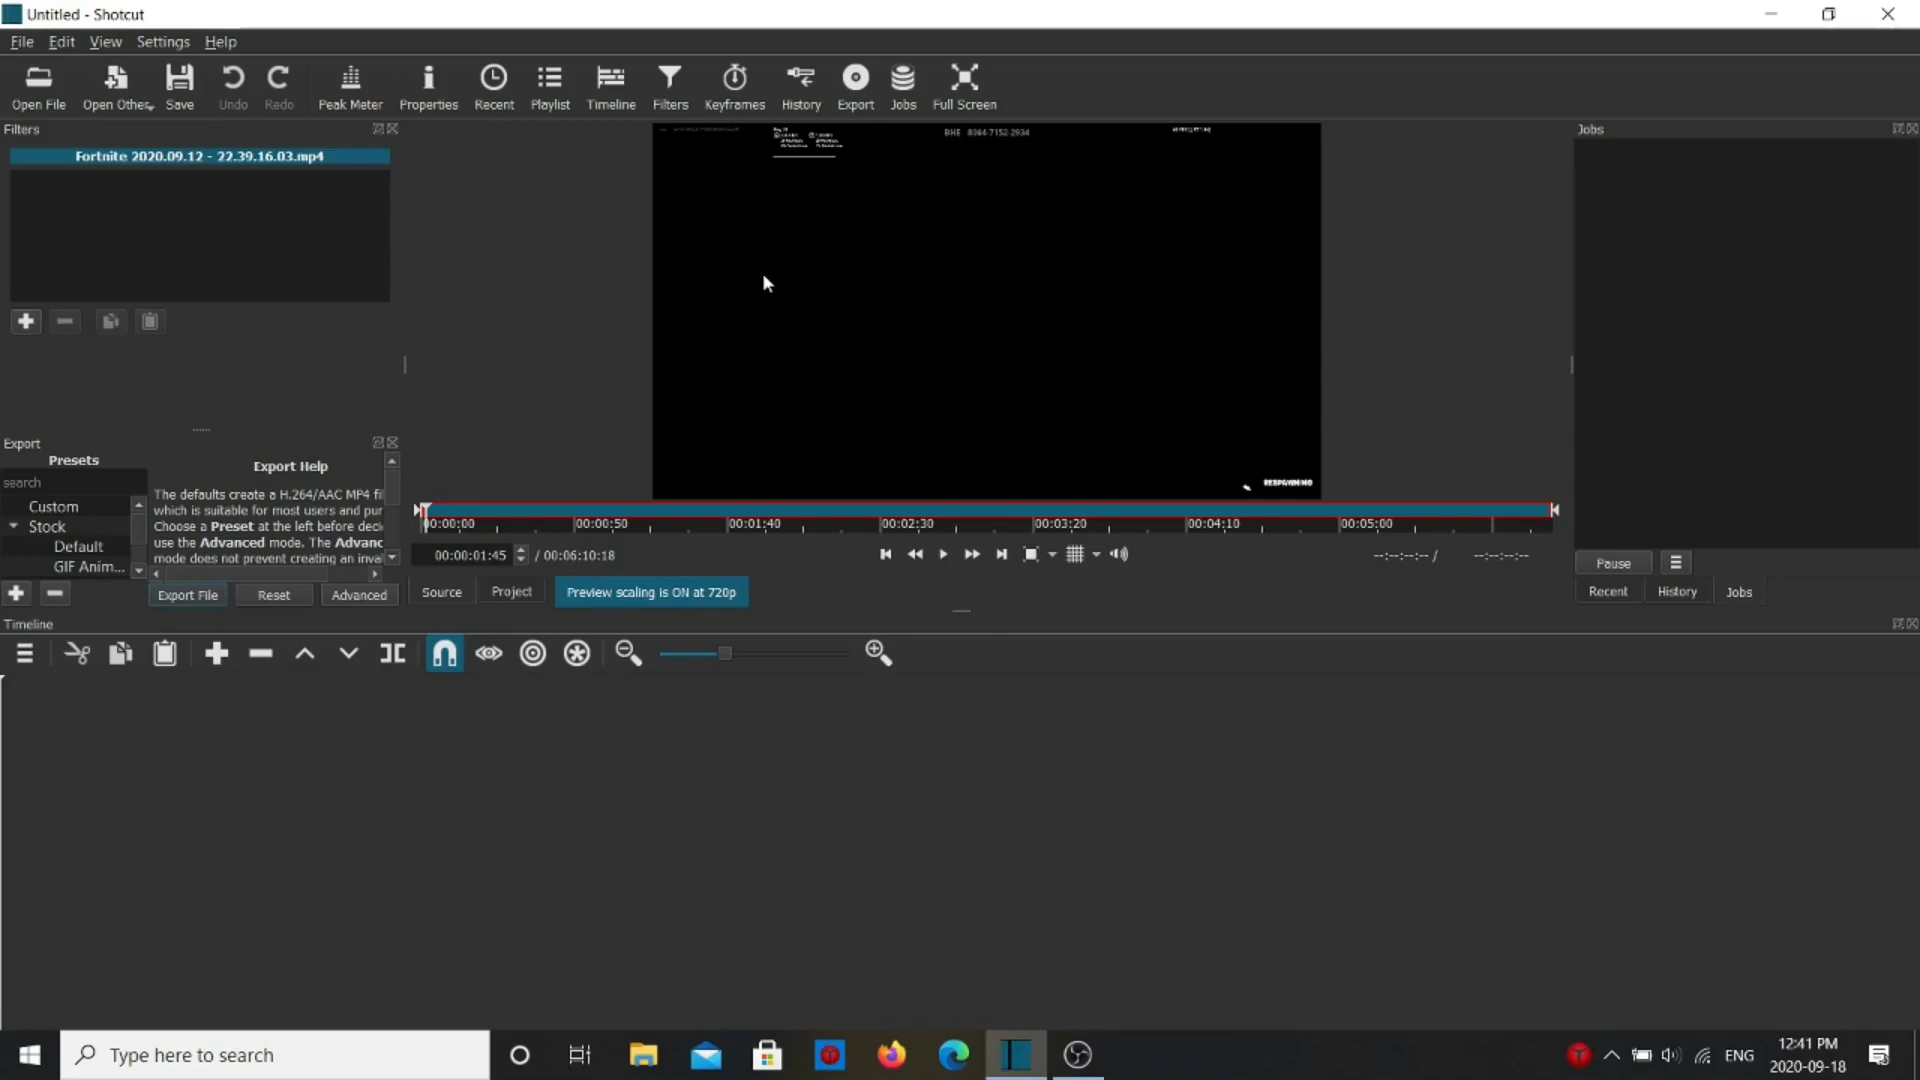 Untitled - Shotcut
File Edit View Settings Help
Open File Open Other Save Undo Redo Peak Meter Properties Recent Playlist Timeline Filters Keyframes History Export Jobs Full Screen
Filters
Fortnite 2020.09.12 - 22.39.16.03.mp4
BHE 8064-7152-2934
RESPAWNING
Jobs
Export
Presets
search
Custom
Stock
Default
GIF Anim...
Export Help
The defaults create a H.264/AAC MP4 fil
which is suitable for most users and pur
Choose a Preset at the left before deci
use the Advanced mode. The Advanc
mode does not prevent creating an inva
Export File Reset Advanced
00:00:00 00:00:50 00:01:40 00:02:30 00:03:20 00:04:10 00:05:00
00:00:01:45 / 00:06:10:18
--:--:--:-- / --:--:--:--
Source Project Preview scaling is ON at 720p
Pause
Recent History Jobs
Timeline
Type here to search
ENG
12:41 PM
2020-09-18